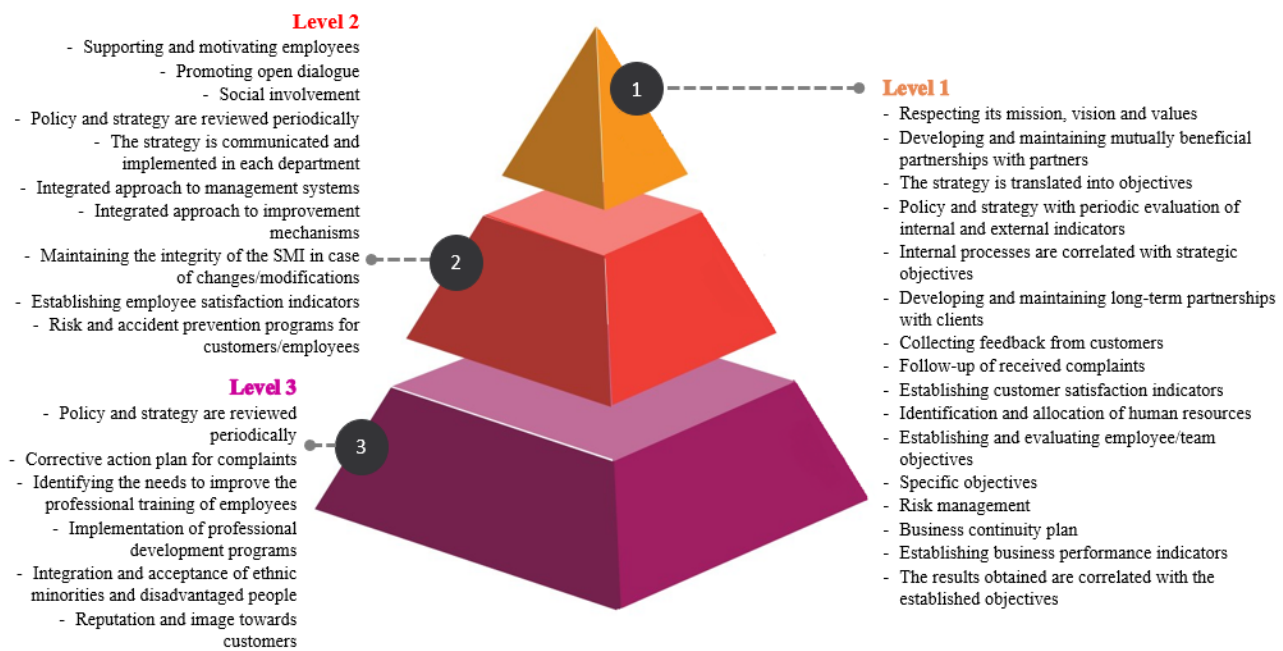 Level 2
- Supporting and motivating employees
- Promoting open dialogue
- Social involvement
- Policy and strategy are reviewed periodically
- The strategy is communicated and
implemented in each department
- Integrated approach to management systems
- Integrated approach to improvement
mechanisms
- Maintaining the integrity of the SMI in case
of changes/modifications
- Establishing employee satisfaction indicators
- Risk and accident prevention programs for
customers/employees
Level 3
- Policy and strategy are reviewed
periodically
- Corrective action plan for complaints
- Identifying the needs to improve the
professional training of employees
- Implementation of professional
development programs
- Integration and acceptance of ethnic
minorities and disadvantaged people
- Reputation and image towards
customers
1
2
3
Level 1
- Respecting its mission, vision and values
- Developing and maintaining mutually beneficial
partnerships with partners
- The strategy is translated into objectives
- Policy and strategy with periodic evaluation of
internal and external indicators
- Internal processes are correlated with strategic
objectives
- Developing and maintaining long-term partnerships
with clients
- Collecting feedback from customers
- Follow-up of received complaints
- Establishing customer satisfaction indicators
- Identification and allocation of human resources
- Establishing and evaluating employee/team
objectives
- Specific objectives
- Risk management
- Business continuity plan
- Establishing business performance indicators
- The results obtained are correlated with the
established objectives